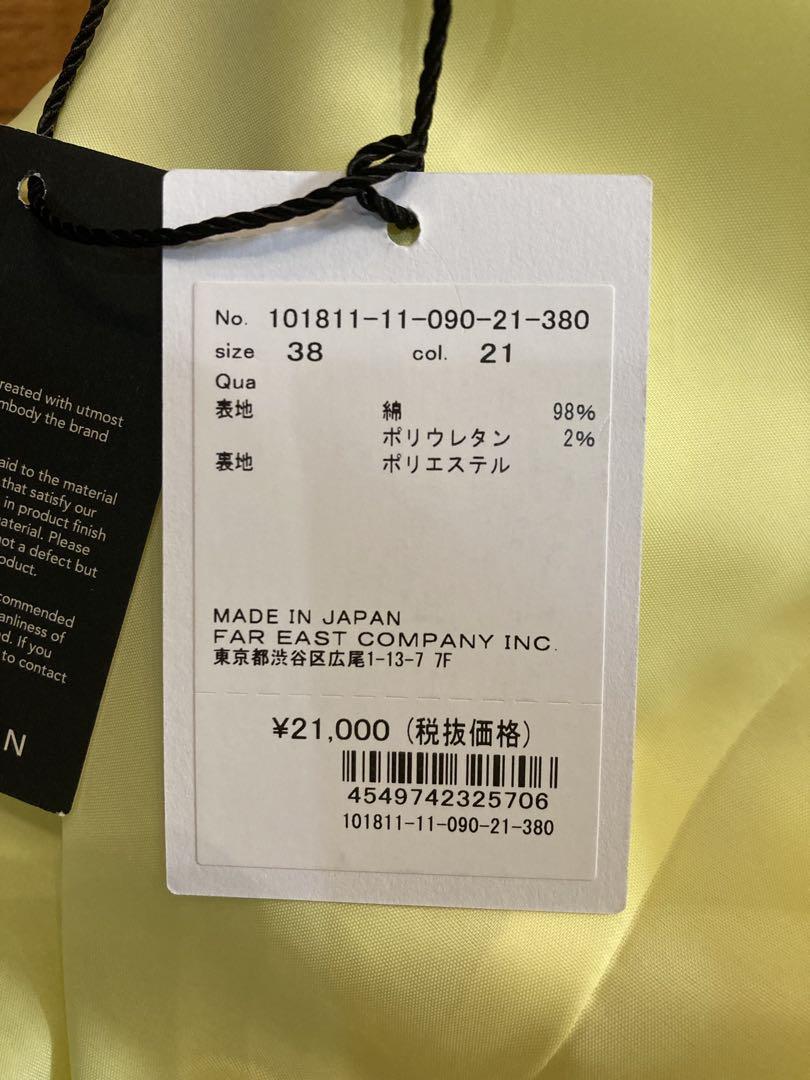 reated with utmost
mbody the brand
aid to the material
that satisfy our
in product finish
aterial. Please
not a defect but
oduct.
commended
eanliness of
d. If you
to contact
N
No. 101811-11-090-21-380
size 38 col. 21
Qua
表地 綿 98%
ポリウレタン 2%
裏地 ポリエステル
MADE IN JAPAN
FAR EAST COMPANY INC.
東京都渋谷区広尾1-13-7 7F
¥21,000 (税抜価格)
4549742325706
101811-11-090-21-380